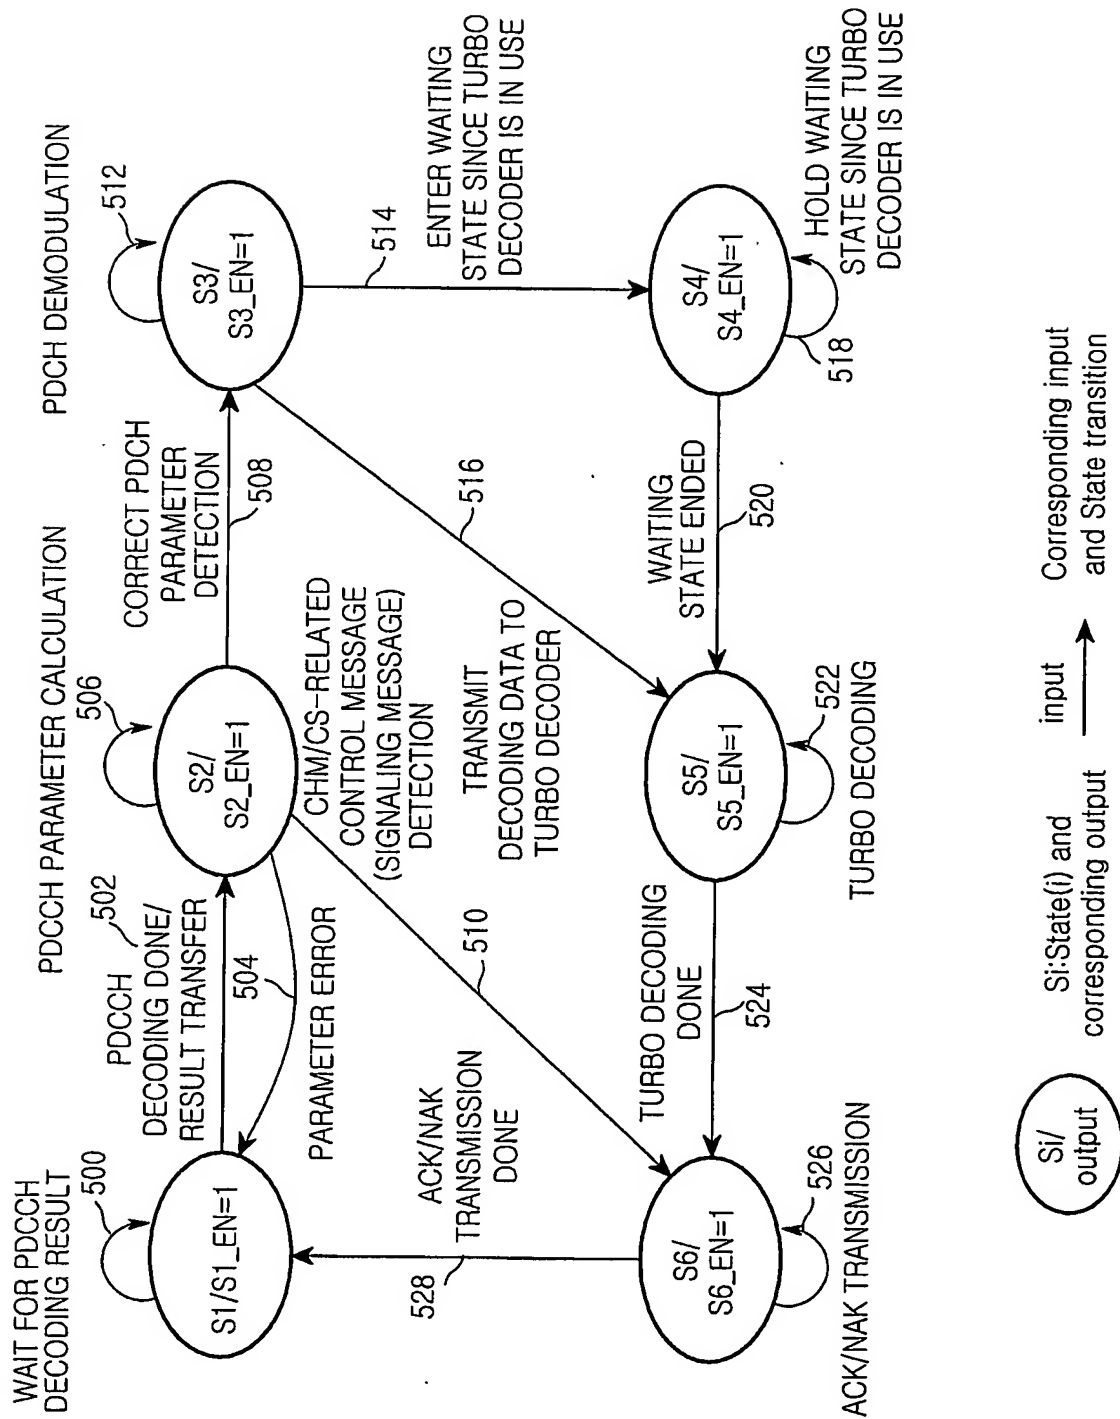 WAIT FOR PDCCH
DECODING RESULT
500
S1/S1_EN=1
PDCCH
DECODING DONE/
RESULT TRANSFER
502
504
PARAMETER ERROR
PDCCH PARAMETER CALCULATION
506
S2/
S2_EN=1
CORRECT PDCH
PARAMETER
DETECTION
508
PDCH DEMODULATION
512
S3/
S3_EN=1
CHM/CS-RELATED
CONTROL MESSAGE
(SIGNALING MESSAGE)
DETECTION
510
TRANSMIT
DECODING DATA TO
TURBO DECODER
516
ENTER WAITING
STATE SINCE TURBO
DECODER IS IN USE
514
ACK/NAK
TRANSMISSION
DONE
528
S6/
S6_EN=1
526
ACK/NAK TRANSMISSION
TURBO DECODING
DONE
524
S5/
S5_EN=1
522
TURBO DECODING
WAITING
STATE ENDED
520
S4/
S4_EN=1
518
HOLD WAITING
STATE SINCE TURBO
DECODER IS IN USE
Si/
output
Si:State(i) and
corresponding output
input
Corresponding input
and State transition